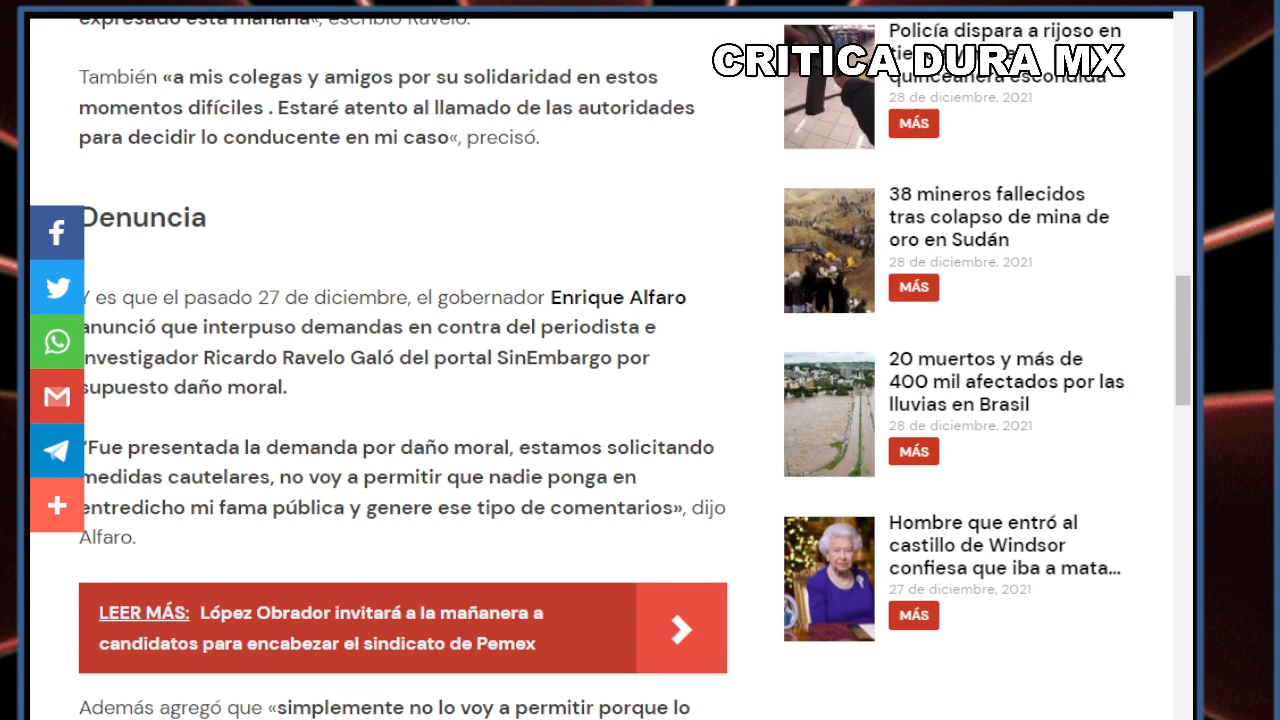 expresado esta mañana«, escribió Ravelo.
También «a mis colegas y amigos por su solidaridad en estos
momentos difíciles . Estaré atento al llamado de las autoridades
para decidir lo conducente en mi caso«, precisó.
Denuncia
Y es que el pasado 27 de diciembre, el gobernador Enrique Alfaro
anunció que interpuso demandas en contra del periodista e
investigador Ricardo Ravelo Galó del portal SinEmbargo por
supuesto daño moral.
"Fue presentada la demanda por daño moral, estamos solicitando
medidas cautelares, no voy a permitir que nadie ponga en
entredicho mi fama pública y genere ese tipo de comentarios», dijo
Alfaro.
LEER MÁS: López Obrador invitará a la mañanera a
candidatos para encabezar el sindicato de Pemex
Además agregó que «simplemente no lo voy a permitir porque lo
CRITICA DURA MX
Policía dispara a rijoso en
quinceañera escondida
28 de diciembre, 2021
MÁS
38 mineros fallecidos
tras colapso de mina de
oro en Sudán
28 de diciembre, 2021
MÁS
20 muertos y más de
400 mil afectados por las
lluvias en Brasil
28 de diciembre, 2021
MÁS
Hombre que entró al
castillo de Windsor
confiesa que iba a mata...
27 de diciembre, 2021
MÁS